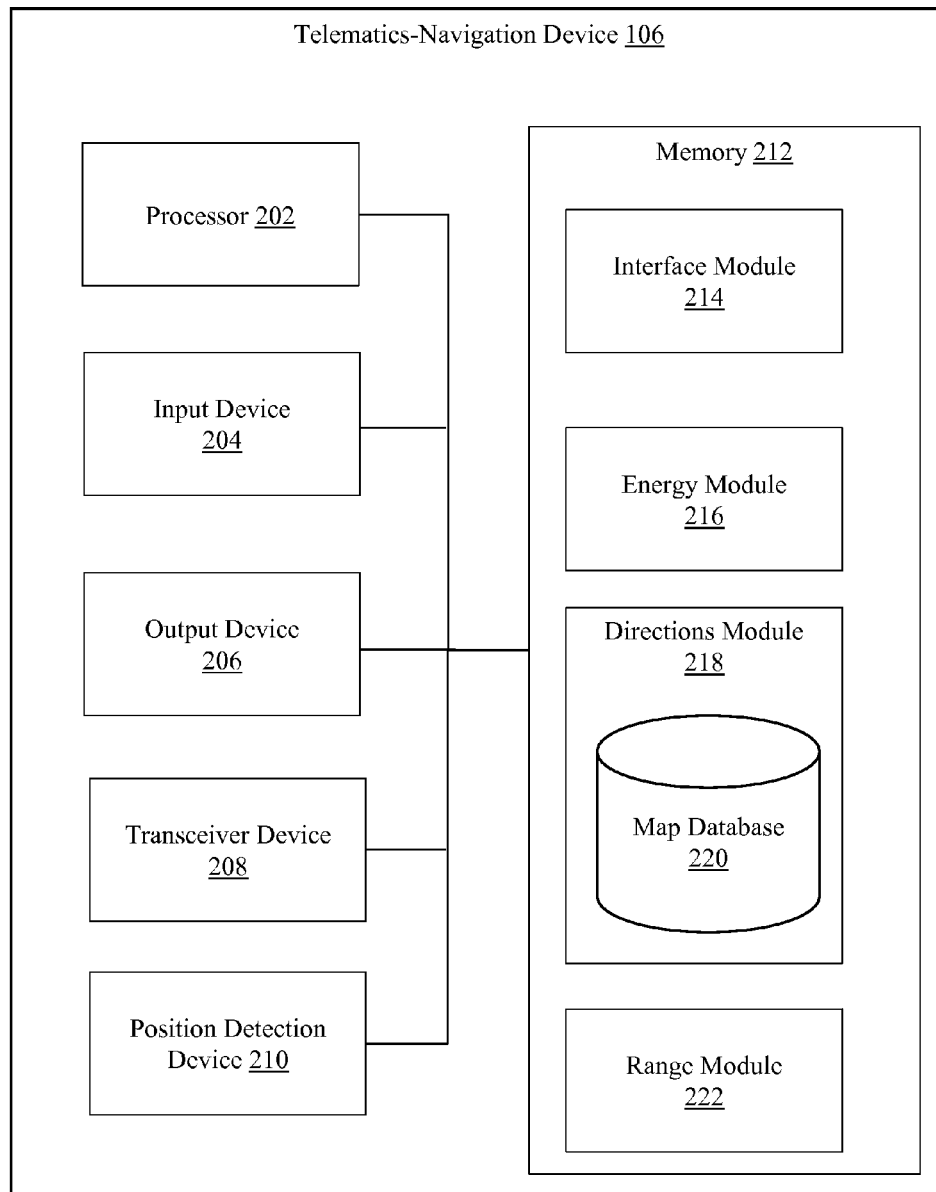 Telematics-Navigation Device 106
Processor 202
Input Device
204
Output Device
206
Transceiver Device
208
Position Detection
Device 210
Memory 212
Interface Module
214
Energy Module
216
Directions Module
218
Map Database
220
Range Module
222